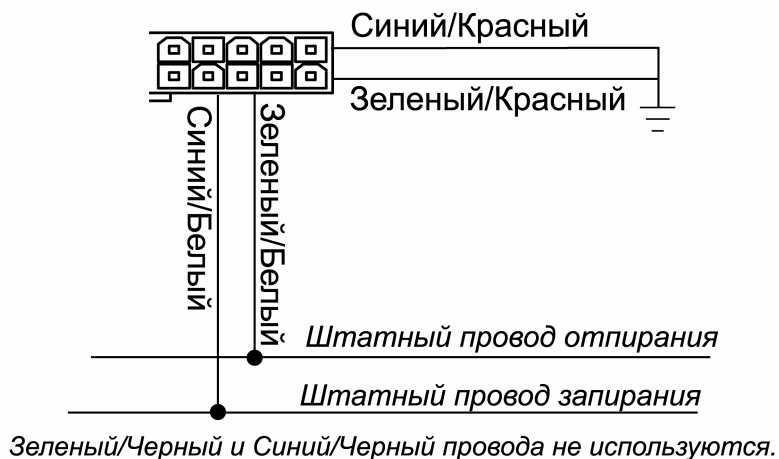 Синий/Красный
Зеленый/Красный
Синий/Белый
Зеленый/Белый
Штатный провод отпирания
Штатный провод запирания
Зеленый/Черный и Синий/Черный провода не используются.